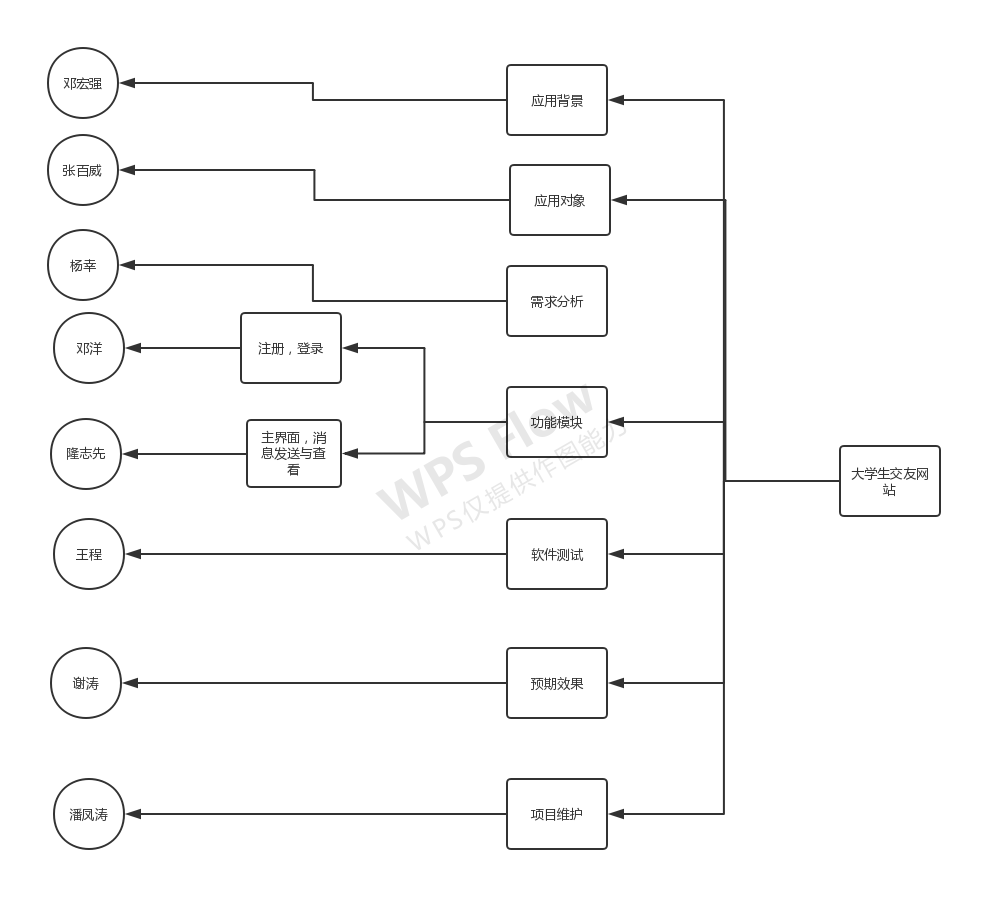 邓宏强
应用背景
张百威
应用对象
杨幸
需求分析
邓洋
注册，登录
功能模块
隆志先
主界面，消
息发送与查
看
大学生交友网
站
王程
软件测试
谢涛
预期效果
潘凤涛
项目维护
WPS Flow
WPS仅提供作图能力